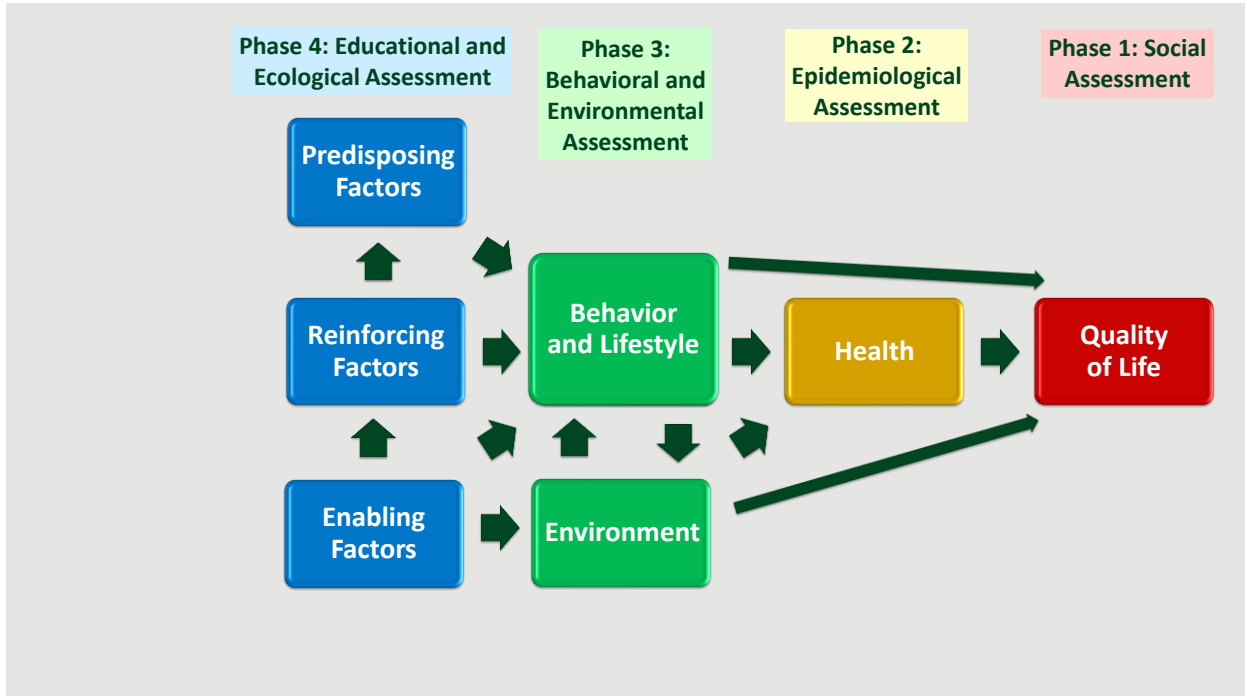 Phase 4: Educational and
Ecological Assessment
Phase 3:
Behavioral and
Environmental
Assessment
Phase 2:
Epidemiological
Assessment
Phase 1: Social
Assessment
Predisposing
Factors
Reinforcing
Factors
Enabling
Factors
Behavior
and Lifestyle
Environment
Health
Quality
of Life